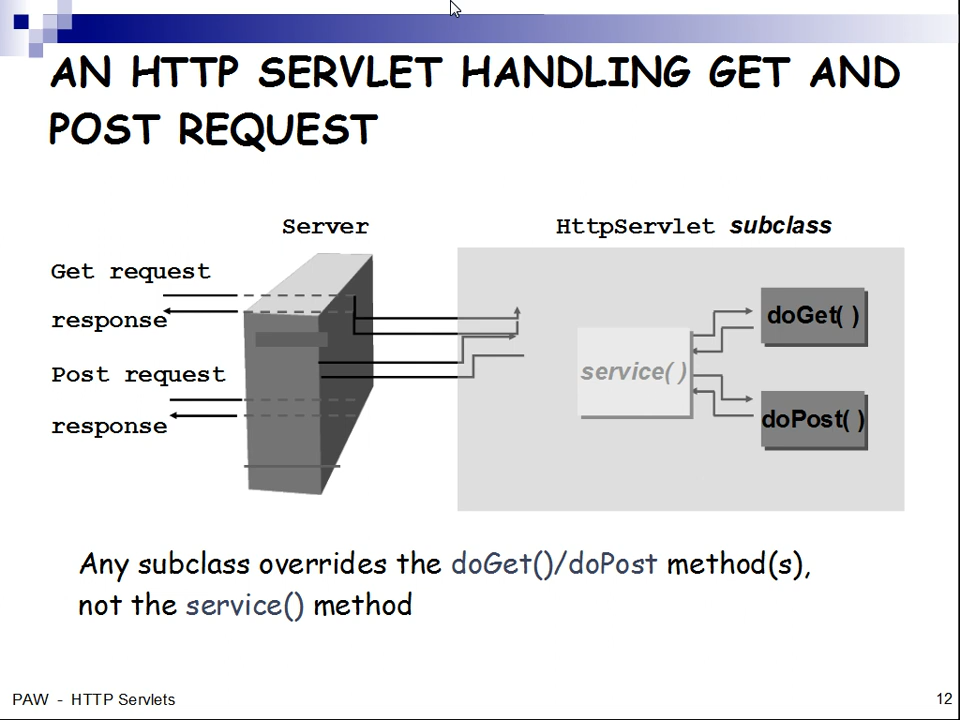 AN HTTP SERVLET HANDLING GET AND
POST REQUEST
Server
HttpServlet subclass
Get request
response
Post request
response
service( )
doGet( )
doPost( )
Any subclass overrides the doGet()/doPost method(s),
not the service() method
PAW - HTTP Servlets
12